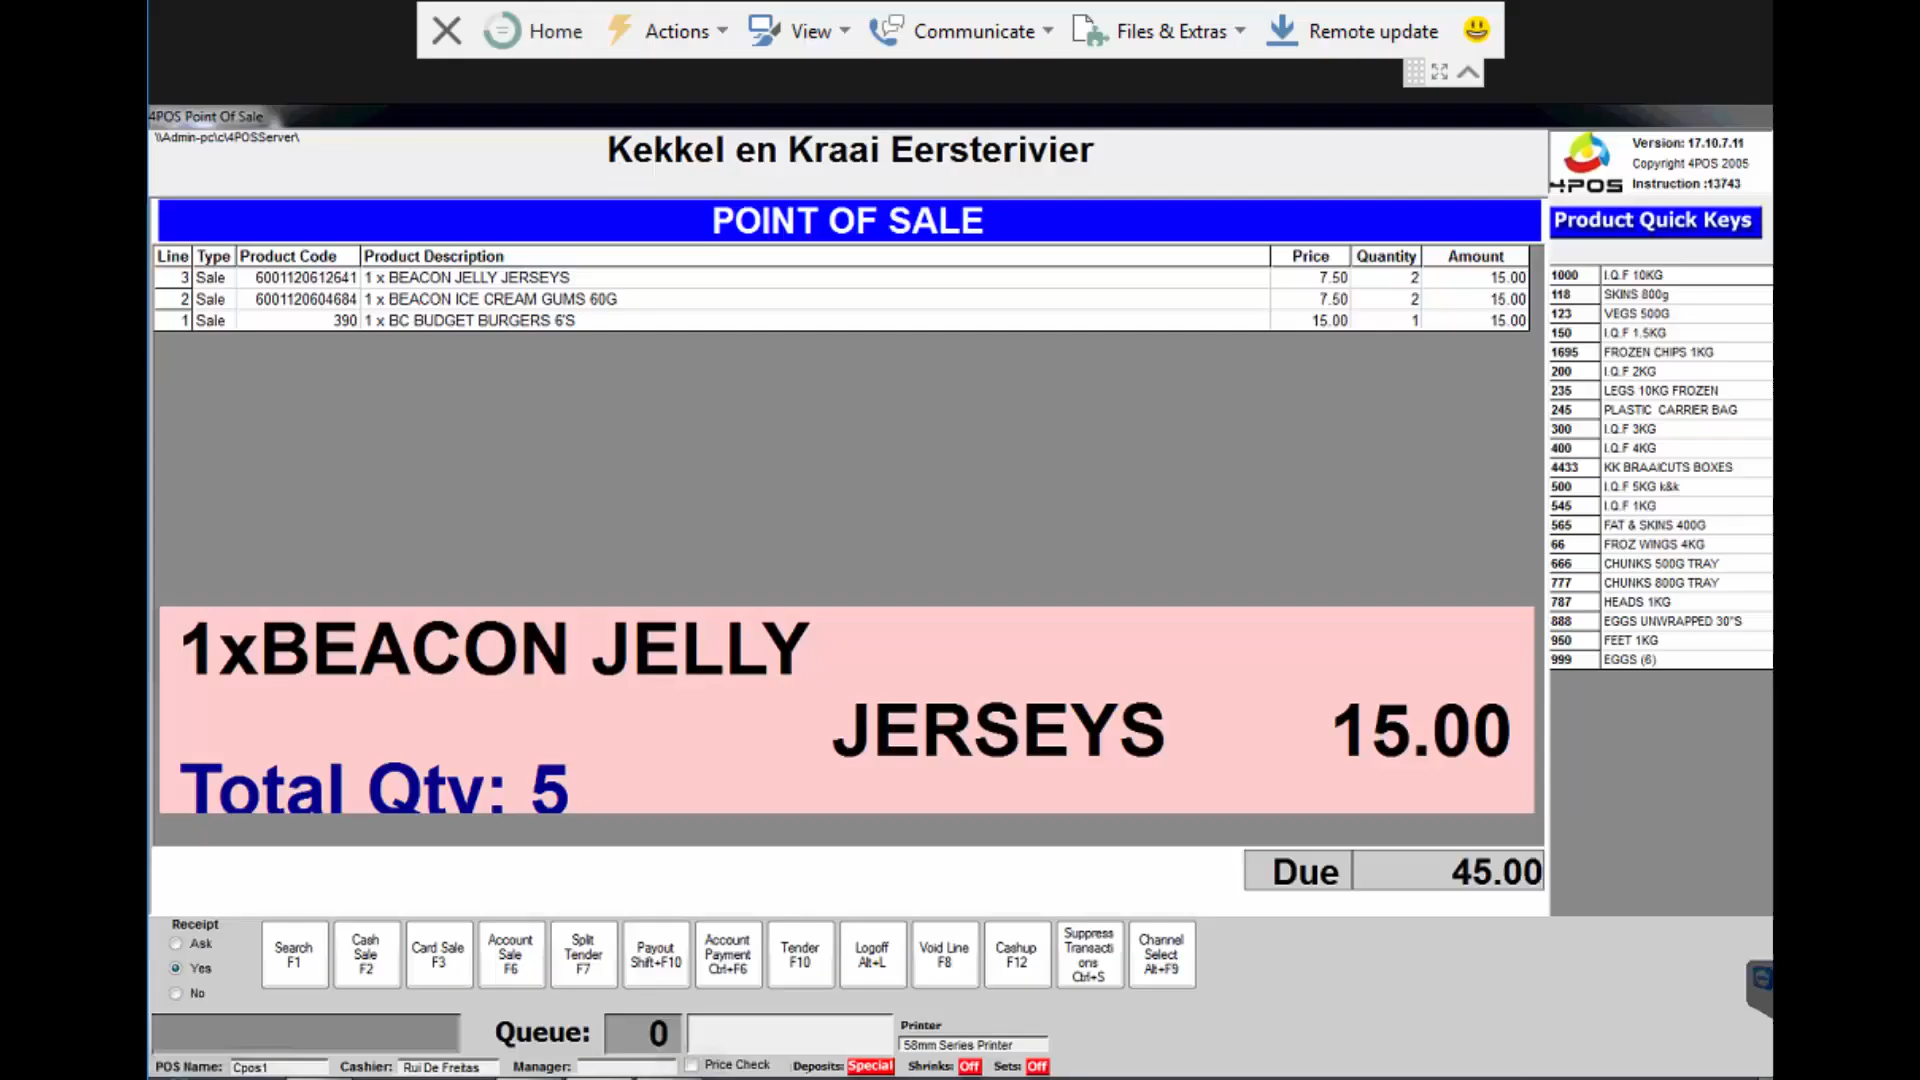 Home Actions View Communicate Files & Extras Remote update
4POS Point Of Sale
\\Admin-pc\c\4POSServer\
Kekkel en Kraai Eersterivier
Version: 17.10.7.11
Copyright 4POS 2005
4POS Instruction :13743
POINT OF SALE
Product Quick Keys
Line Type Product Code Product Description Price Quantity Amount
3 Sale 6001120612641 1 x BEACON JELLY JERSEYS 7.50 2 15.00
2 Sale 6001120604684 1 x BEACON ICE CREAM GUMS 60G 7.50 2 15.00
1 Sale 390 1 x BC BUDGET BURGERS 6'S 15.00 1 15.00
1000 I.Q.F 10KG
118 SKINS 800g
123 VEGS 500G
150 I.Q.F 1.5KG
1695 FROZEN CHIPS 1KG
200 I.Q.F 2KG
235 LEGS 10KG FROZEN
245 PLASTIC CARRIER BAG
300 I.Q.F 3KG
400 I.Q.F 4KG
4433 KK BRAAICUTS BOXES
500 I.Q.F 5KG k&k
545 I.Q.F 1KG
565 FAT & SKINS 400G
66 FROZ WINGS 4KG
666 CHUNKS 500G TRAY
777 CHUNKS 800G TRAY
787 HEADS 1KG
888 EGGS UNWRAPPED 30"S
950 FEET 1KG
999 EGGS (6)
1xBEACON JELLY
JERSEYS 15.00
Total Qty: 5
Due 45.00
Receipt
Ask
Yes
No
Search
F1
Cash
Sale
F2
Card Sale
F3
Account
Sale
F6
Split
Tender
F7
Payout
Shift+F10
Account
Payment
Ctrl+F6
Tender
F10
Logoff
Alt+L
Void Line
F8
Cashup
F12
Suppress
Transacti
ons
Ctrl+S
Channel
Select
Alt+F9
Queue: 0
Printer
58mm Series Printer
POS Name: Cpos1 Cashier: Rui De Freitas Manager: Price Check Deposits: Special Shrinks: Off Sets: Off